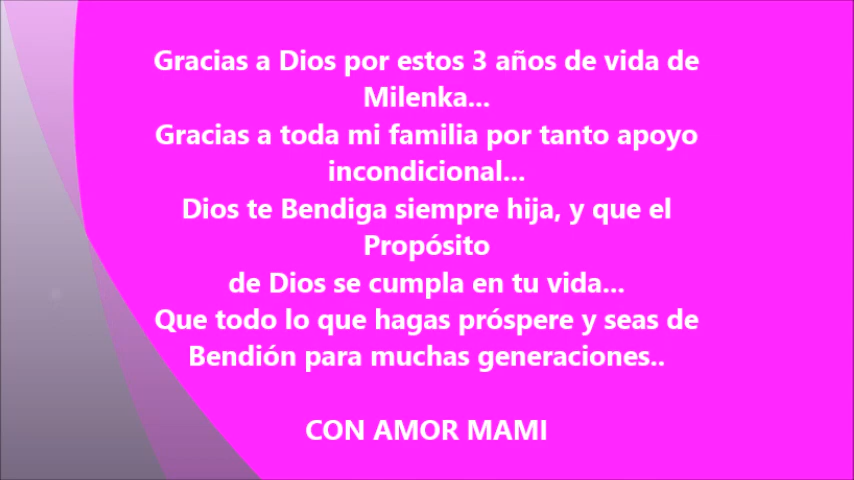 Gracias a Dios por estos 3 años de vida de
Milenka...
Gracias a toda mi familia por tanto apoyo
incondicional...
Dios te Bendiga siempre hija, y que el
Propósito
de Dios se cumpla en tu vida...
Que todo lo que hagas próspere y seas de
Bendión para muchas generaciones..
CON AMOR MAMI